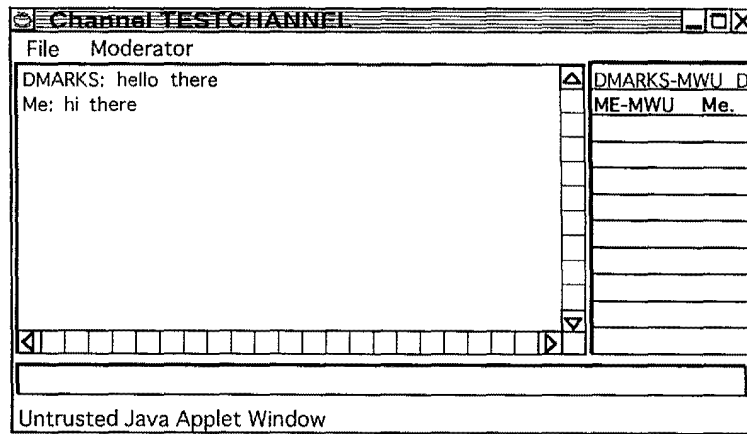 Channel TESTCHANNEL
File Moderator
DMARKS: hello there
Me: hi there
DMARKS-MWU D
ME-MWU Me.
Untrusted Java Applet Window